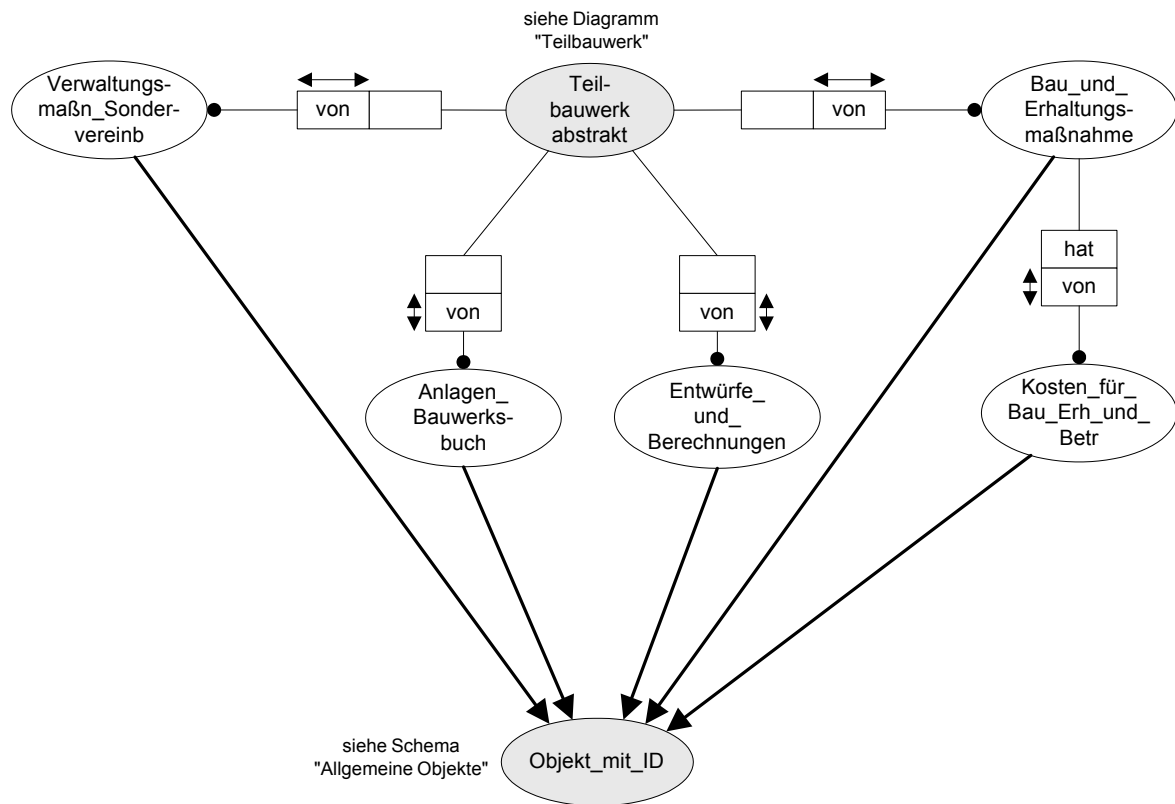 siehe Diagramm
"Teilbauwerk"
Verwaltungs-
maßn_Sonder-
vereinb
von
Teil-
bauwerk
abstrakt
von
Bau_und_
Erhaltungs-
maßnahme
hat
von
von
von
Anlagen_
Bauwerks-
buch
Entwürfe_
und_
Berechnungen
Kosten_für_
Bau_Erh_und_
Betr
siehe Schema
"Allgemeine Objekte"
Objekt_mit_ID